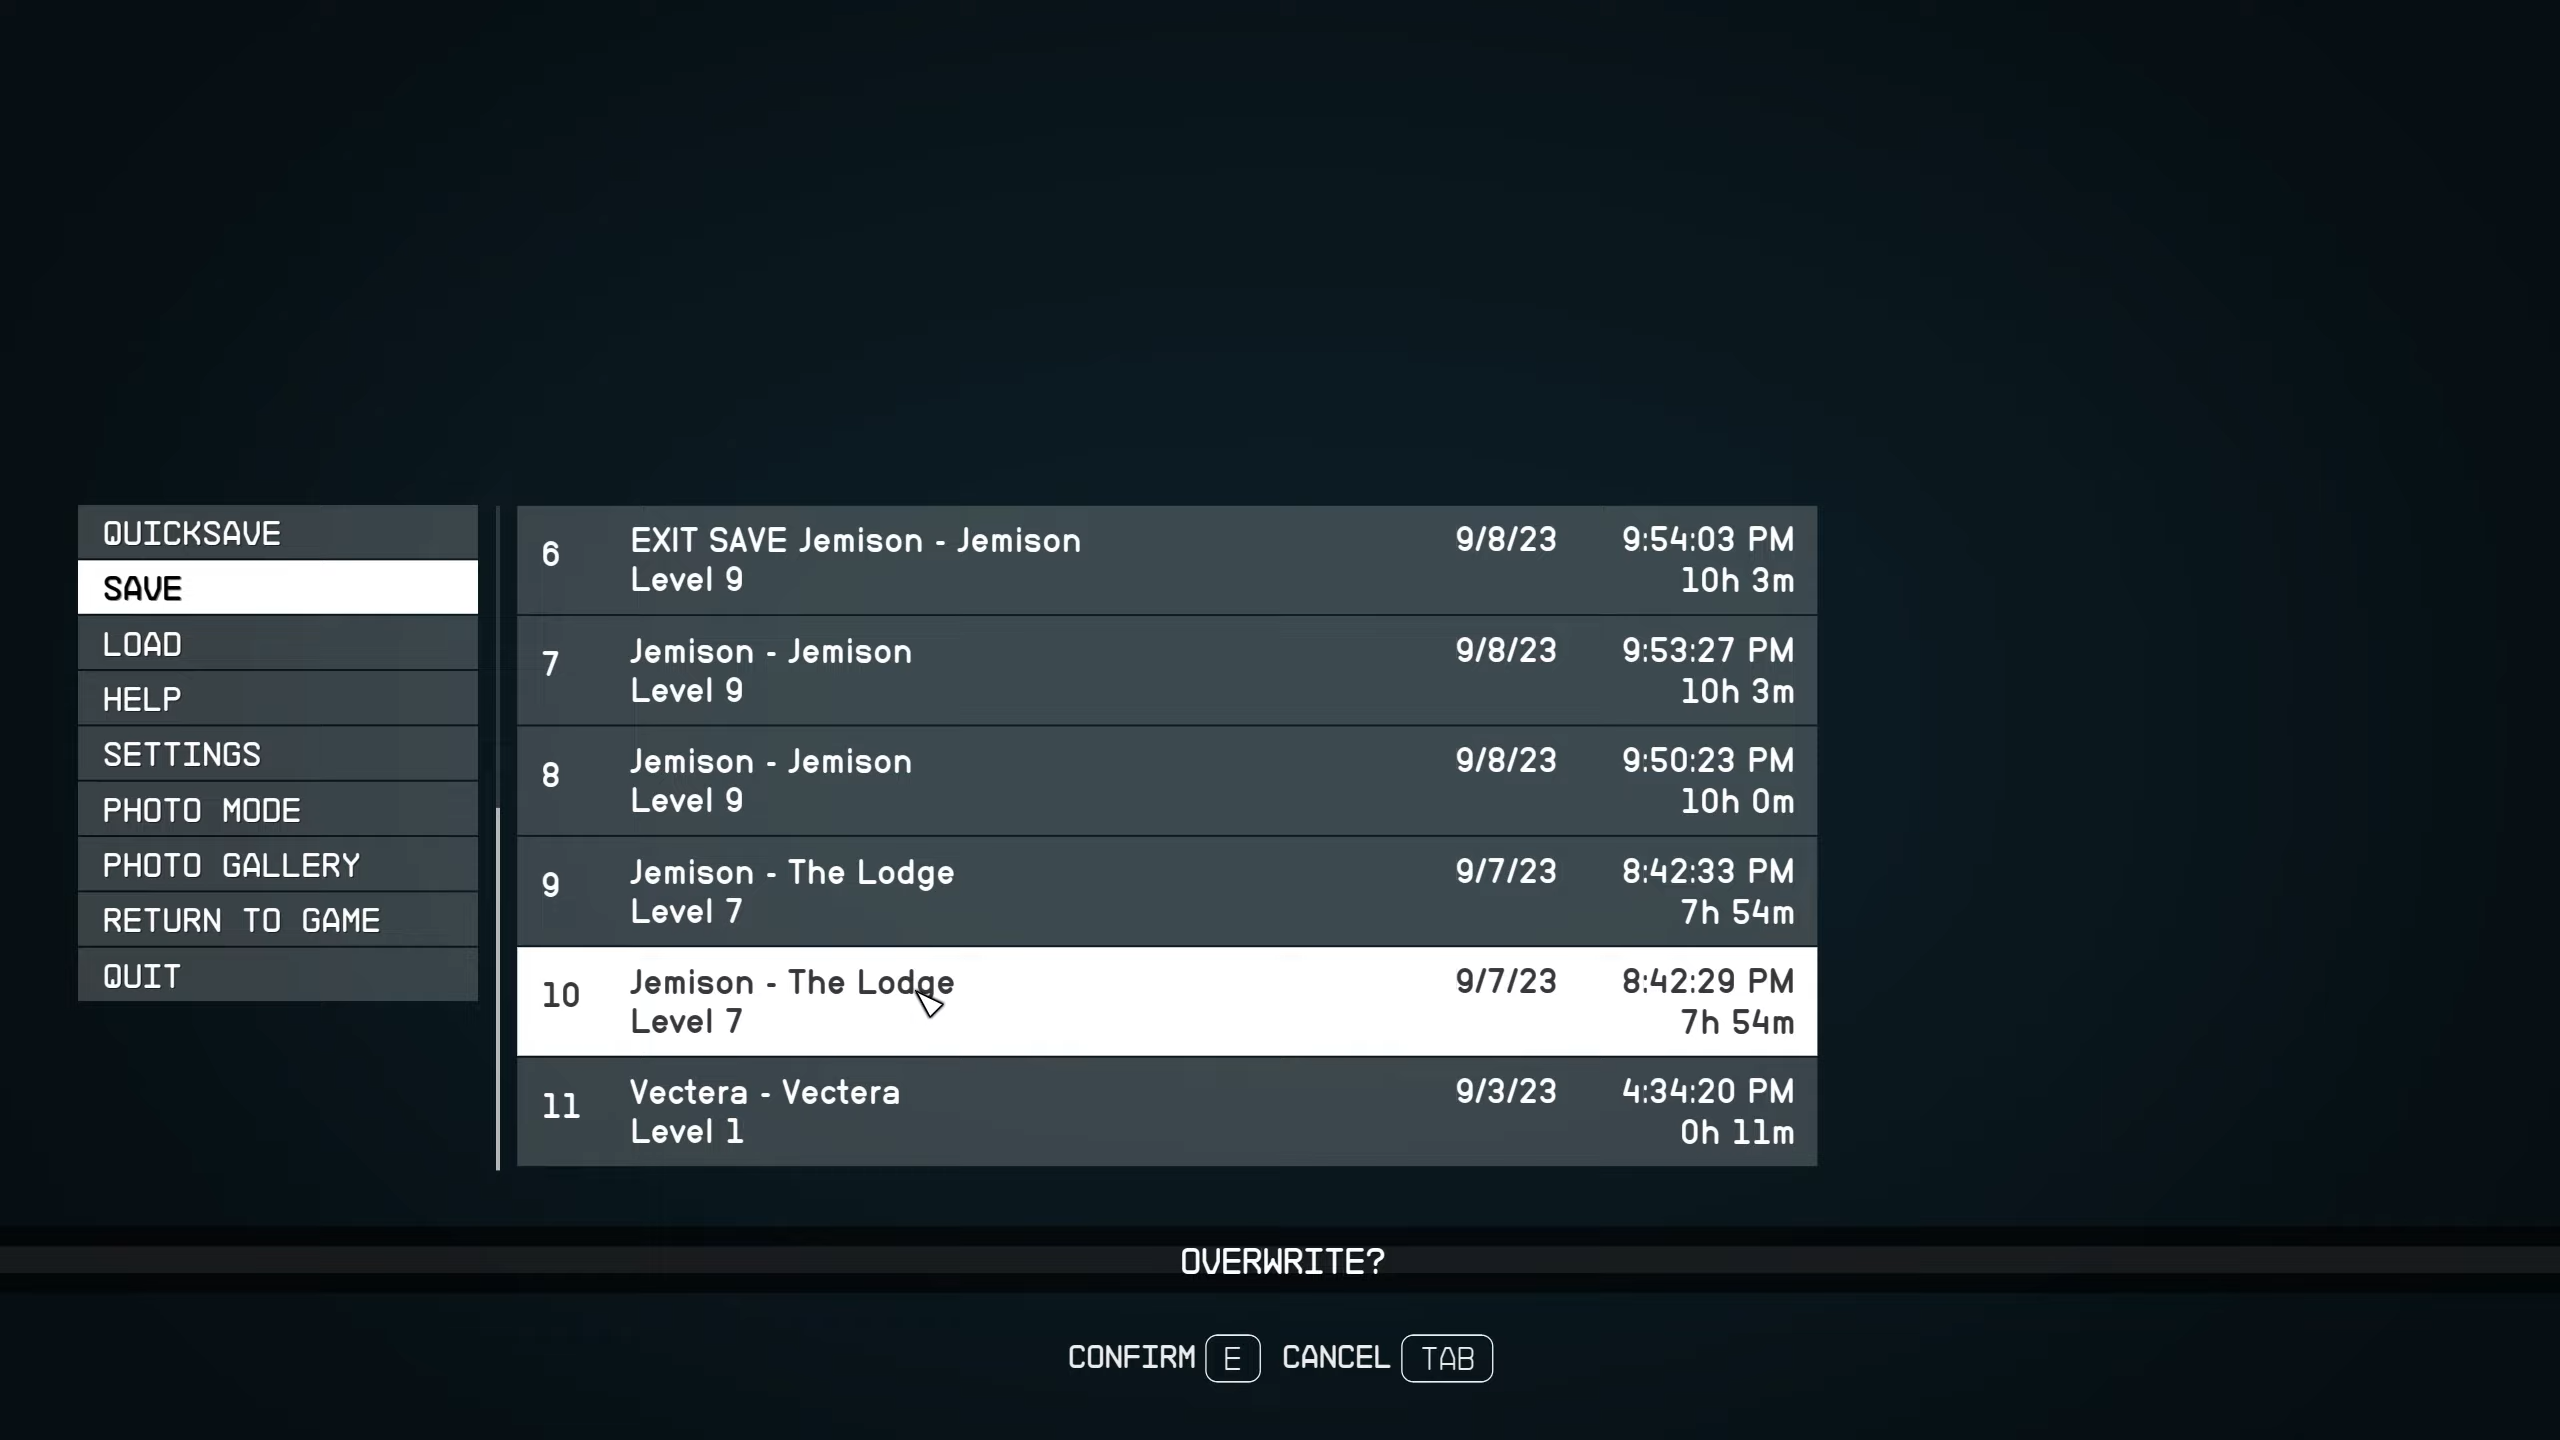 QUICKSAVE
SAVE
LOAD
HELP
SETTINGS
PHOTO MODE
PHOTO GALLERY
RETURN TO GAME
QUIT
6 EXIT SAVE Jemison - Jemison 9/8/23 9:54:03 PM
Level 9 10h 3m
7 Jemison - Jemison 9/8/23 9:53:27 PM
Level 9 10h 3m
8 Jemison - Jemison 9/8/23 9:50:23 PM
Level 9 10h 0m
9 Jemison - The Lodge 9/7/23 8:42:33 PM
Level 7 7h 54m
10 Jemison - The Lodge 9/7/23 8:42:29 PM
Level 7 7h 54m
11 Vectera - Vectera 9/3/23 4:34:20 PM
Level 1 0h 11m
OVERWRITE?
CONFIRM E CANCEL TAB